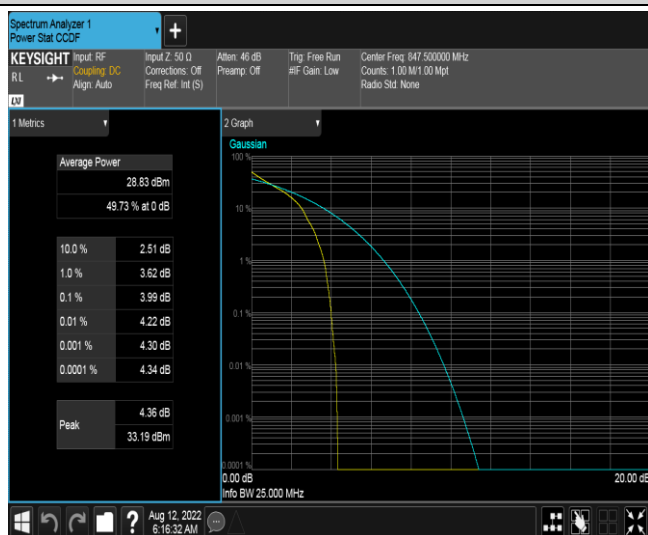 Spectrum Analyzer 1
Power Stat CCDF
KEYSIGHT
RL
Input: RF
Coupling: DC
Align: Auto
Input Z: 50 Ω
Corrections: Off
Freq Ref: Int (S)
Atten: 46 dB
Preamp: Off
Trig: Free Run
#IF Gain: Low
Center Freq: 847.500000 MHz
Counts: 1.00 M/1.00 Mpt
Radio Std: None
LXI
1 Metrics
Average Power
28.83 dBm
49.73 % at 0 dB
10.0 % 2.51 dB
1.0 % 3.62 dB
0.1 % 3.99 dB
0.01 % 4.22 dB
0.001 % 4.30 dB
0.0001 % 4.34 dB
Peak
4.36 dB
33.19 dBm
2 Graph
Gaussian
100 %
10 %
1 %
0.1 %
0.01 %
0.001 %
0.0001 %
0.00 dB
20.00 dB
Info BW 25.000 MHz
?
Aug 12, 2022
6:16:32 AM